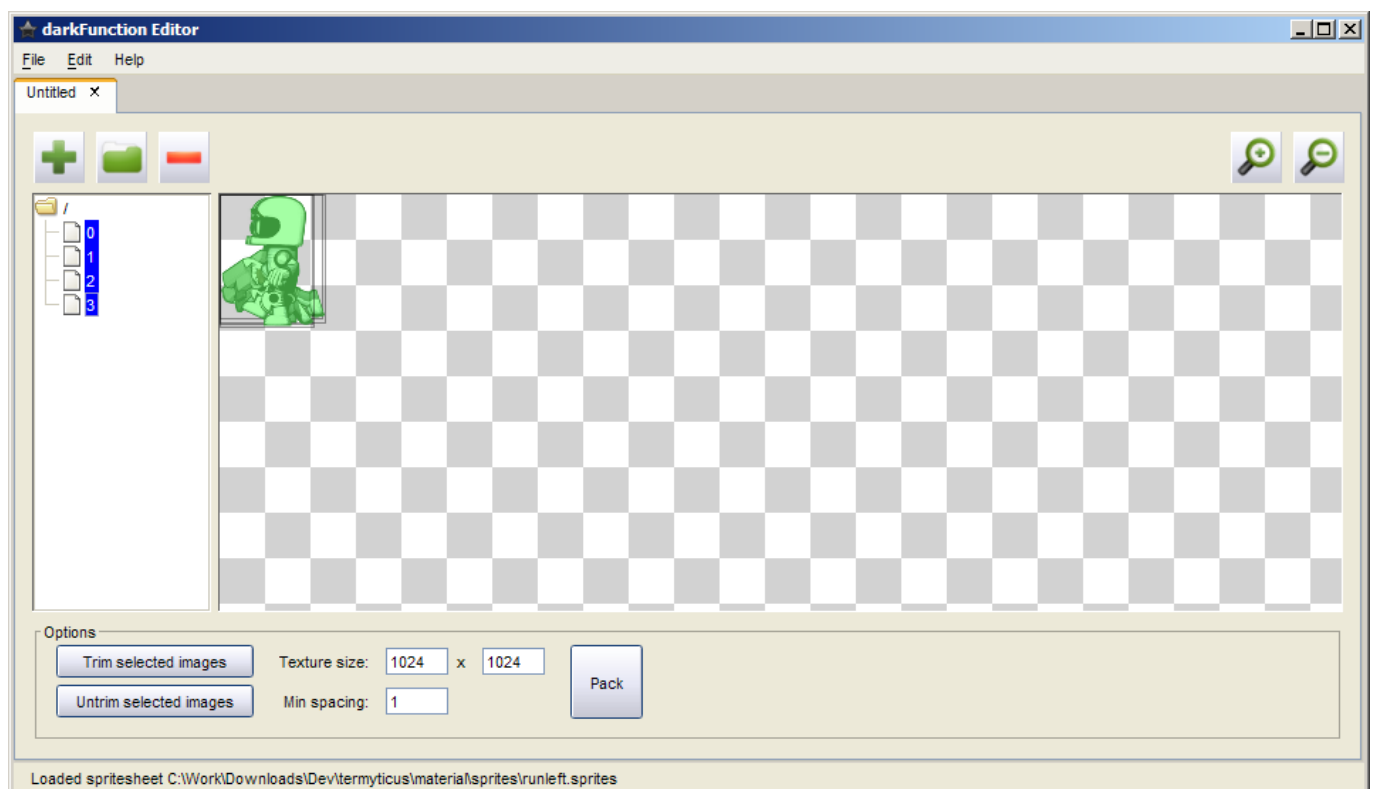 darkFunction Editor
File Edit Help
Untitled
/
0
1
2
3
Options
Trim selected images Texture size: 1024 x 1024
Pack
Untrim selected images Min spacing: 1
Loaded spritesheet C:\Work\Downloads\Dev\termyticus\material\sprites\runleft.sprites